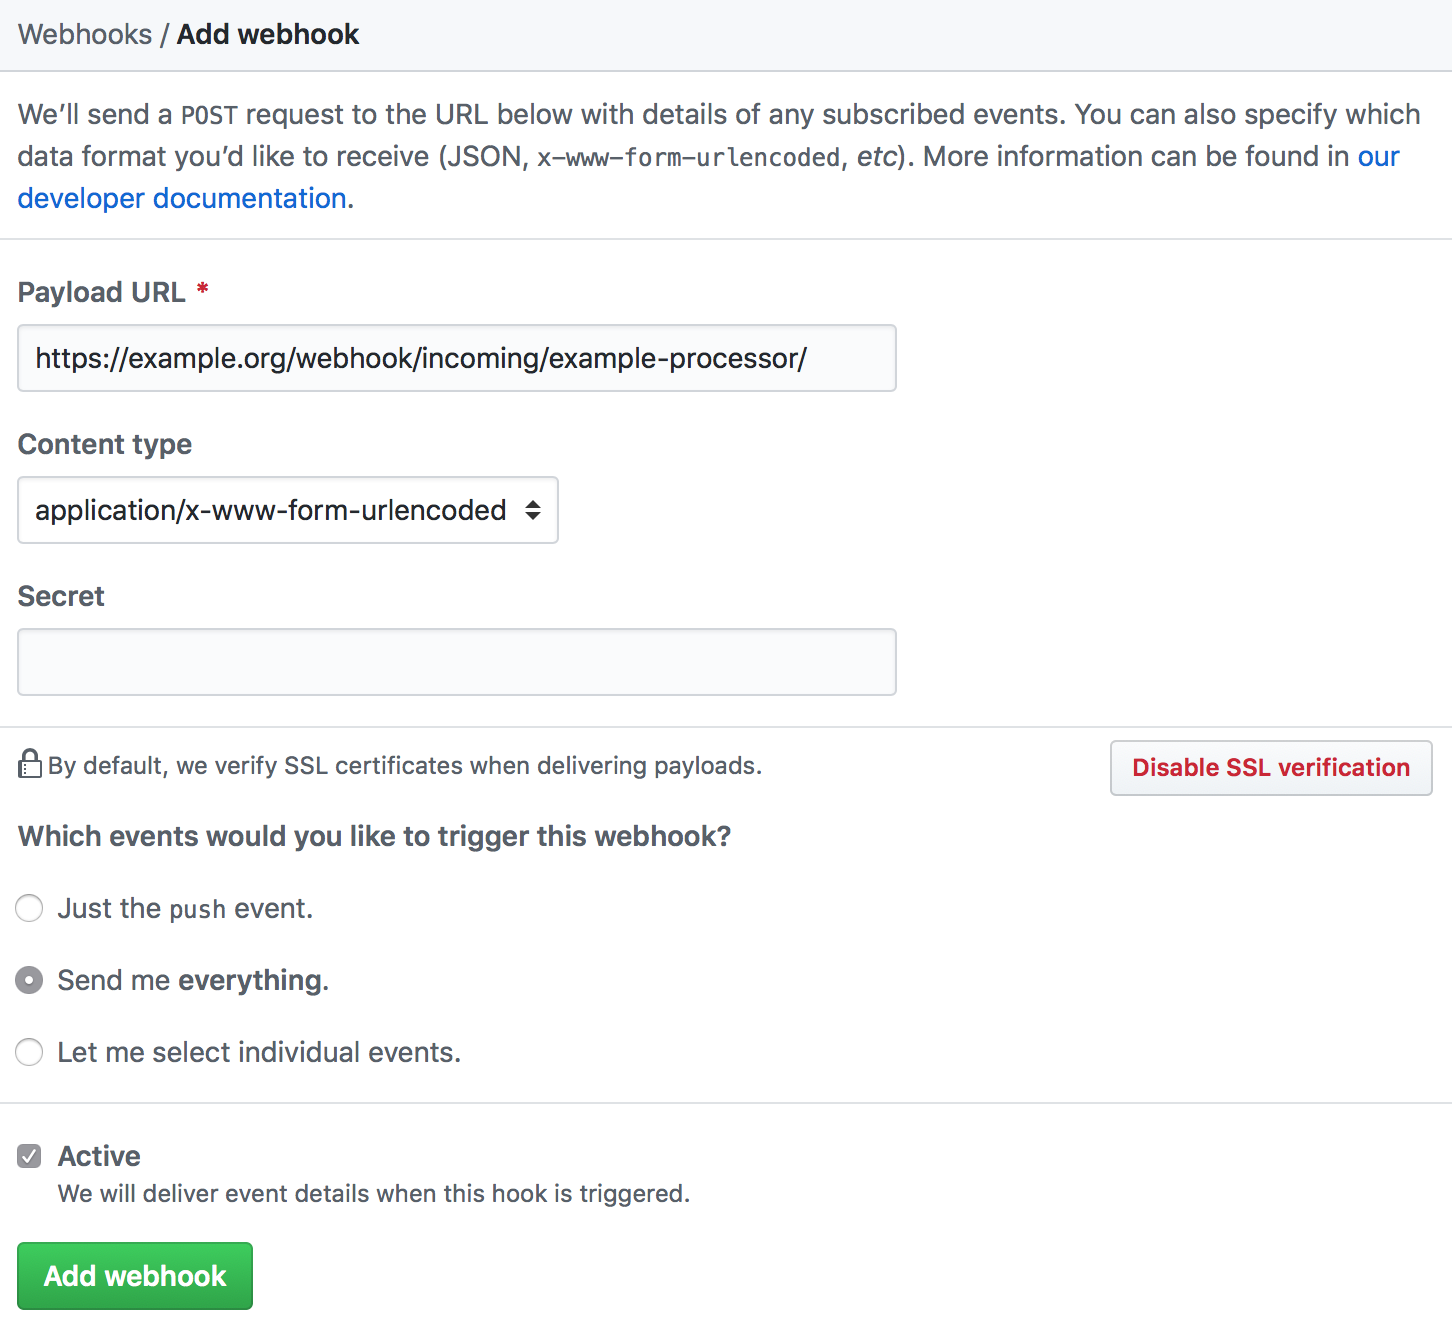 Webhooks / Add webhook
We’ll send a POST request to the URL below with details of any subscribed events. You can also specify which
data format you’d like to receive (JSON, x-www-form-urlencoded, etc). More information can be found in our
developer documentation.
Payload URL *
https://example.org/webhook/incoming/example-processor/
Content type
application/x-www-form-urlencoded
Secret
By default, we verify SSL certificates when delivering payloads.
Disable SSL verification
Which events would you like to trigger this webhook?
Just the push event.
Send me everything.
Let me select individual events.
Active
We will deliver event details when this hook is triggered.
Add webhook